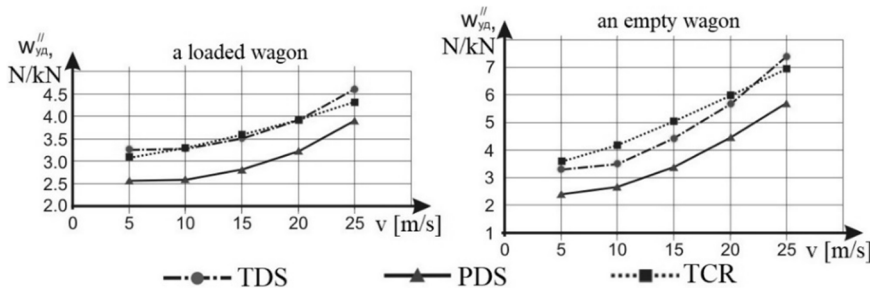 w″уд,
N/kN
a loaded wagon
4.5
4.0
3.5
3.0
2.5
2.0
0 5 10 15 20 25 v [m/s]
w″уд,
N/kN
an empty wagon
7
6
5
4
3
2
1
0 5 10 15 20 25 v [m/s]
TDS PDS TCR